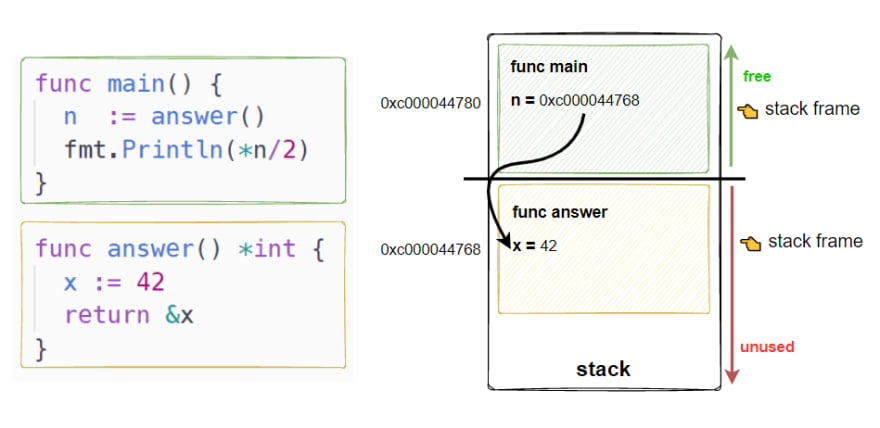 func main() {
n := answer()
fmt.Println(*n/2)
}
func answer() *int {
x := 42
return &x
}
0xc000044780
func main
n = 0xc000044768
free
stack frame
0xc000044768
func answer
x = 42
stack frame
unused
stack